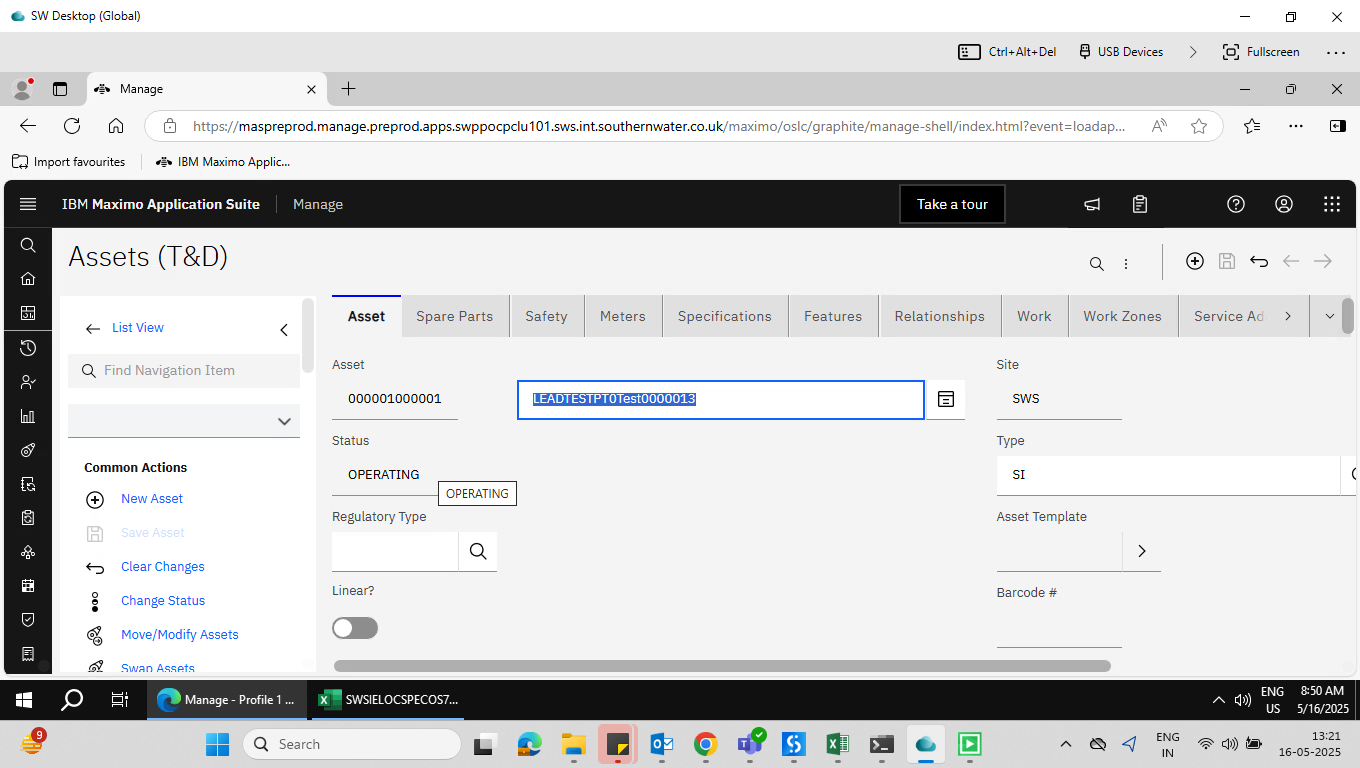 SW Desktop (Global)
Ctrl+Alt+Del USB Devices Fullscreen
Manage
https://maspreprod.manage.preprod.apps.swppocpclu101.sws.int.southernwater.co.uk/maximo/oslc/graphite/manage-shell/index.html?event=loadap...
Import favourites IBM Maximo Applic...
IBM Maximo Application Suite Manage Take a tour
Assets (T&D)
List View
Find Navigation Item
Common Actions
New Asset
Save Asset
Clear Changes
Change Status
Move/Modify Assets
Swap Assets
Asset Spare Parts Safety Meters Specifications Features Relationships Work Work Zones Service Ad
Asset Site
000001000001 LEADTESTPT0Test0000013 SWS
Status Type
OPERATING SI
OPERATING
Regulatory Type Asset Template
Linear? Barcode #
Manage - Profile 1 ... SWSIELOCSPECOS7...
ENG
US
8:50 AM
5/16/2025
9
Search
ENG
IN
13:21
16-05-2025